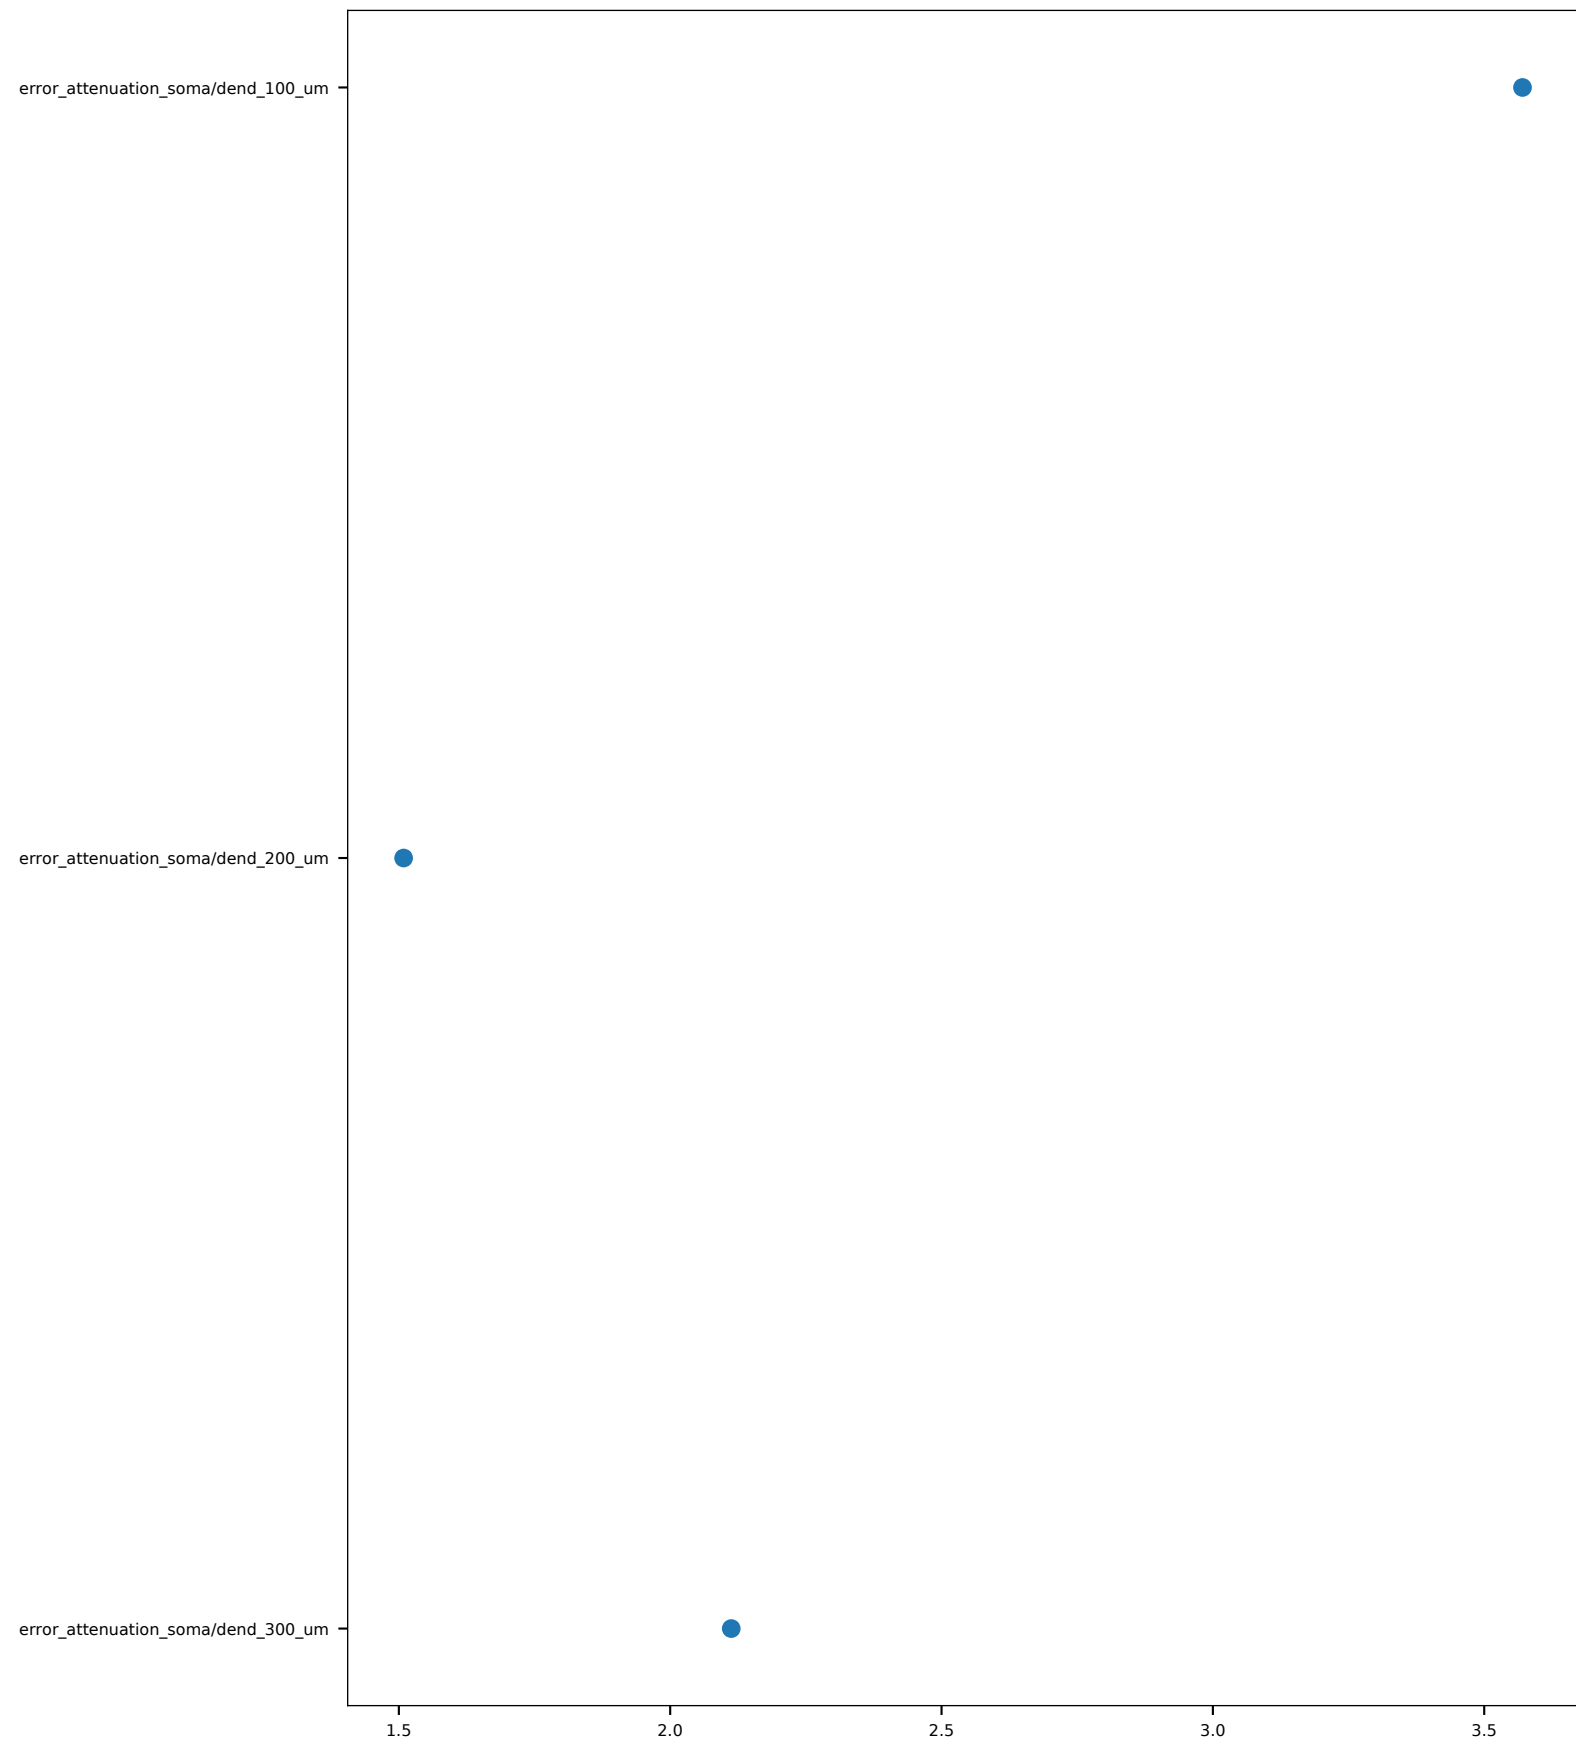 error_attenuation_soma/dend_100_um
error_attenuation_soma/dend_200_um
error_attenuation_soma/dend_300_um
1.5 2.0 2.5 3.0 3.5